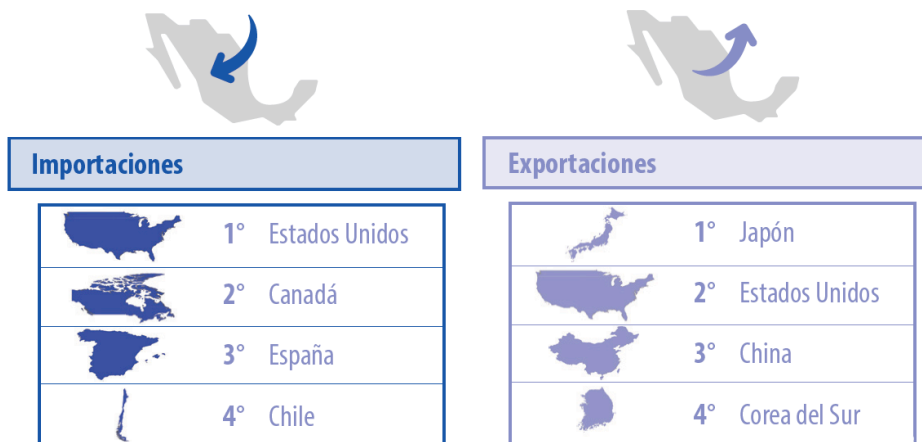 Importaciones
1° Estados Unidos
2° Canadá
3° España
4° Chile
Exportaciones
1° Japón
2° Estados Unidos
3° China
4° Corea del Sur